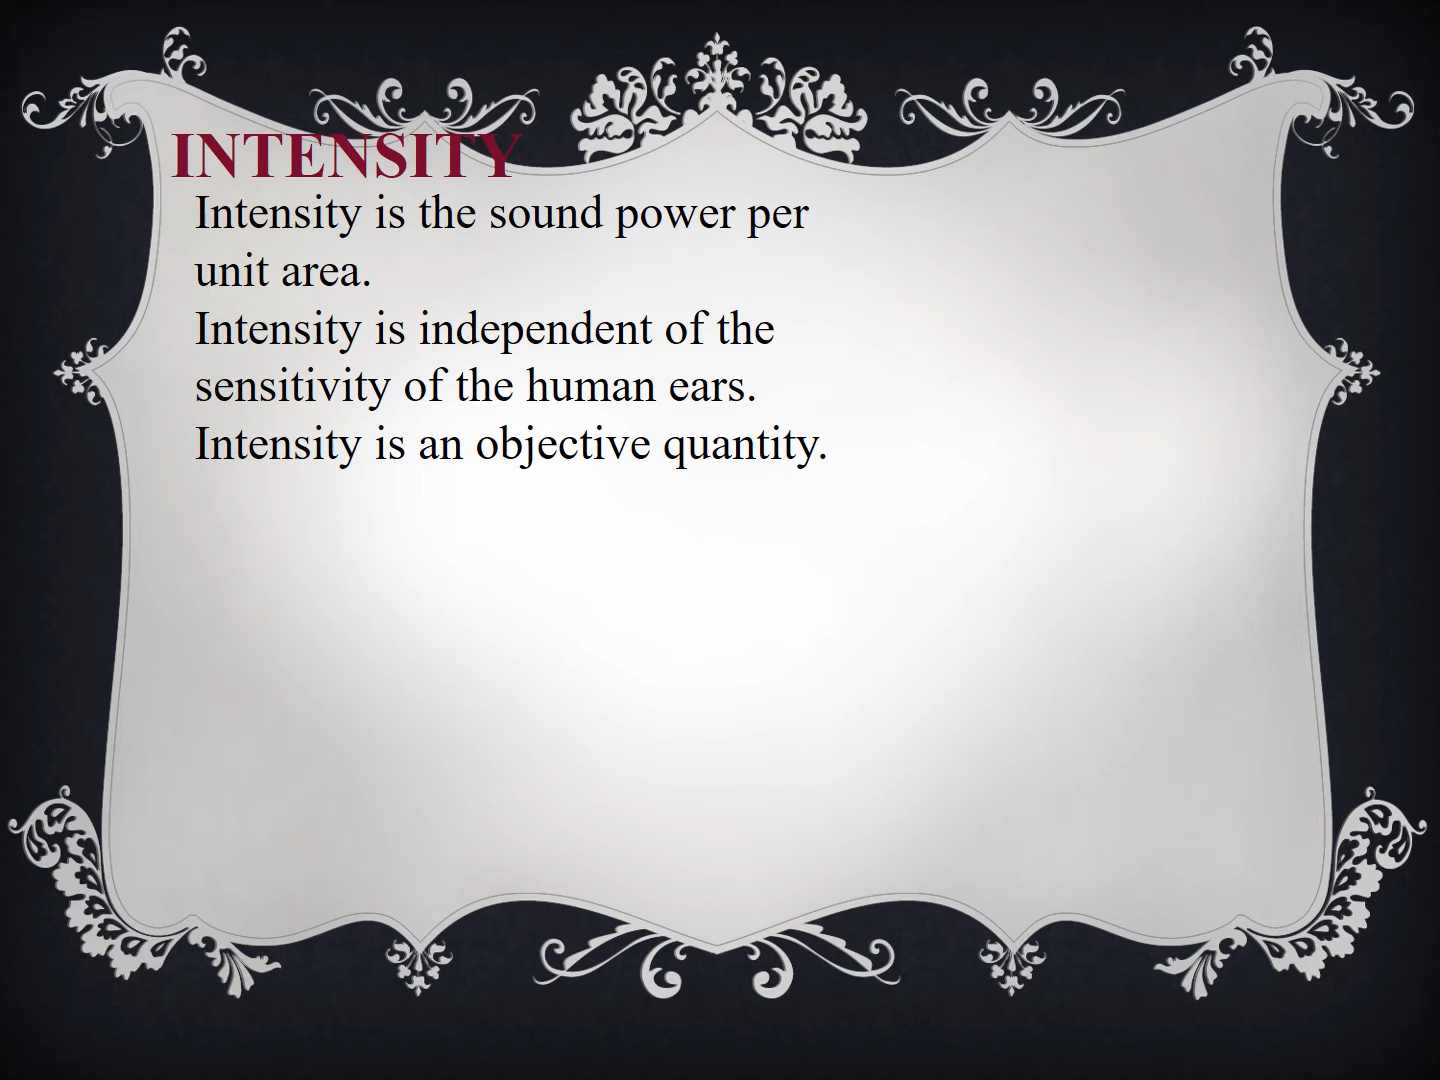 INTENSITY
Intensity is the sound power per
unit area.
Intensity is independent of the
sensitivity of the human ears.
Intensity is an objective quantity.